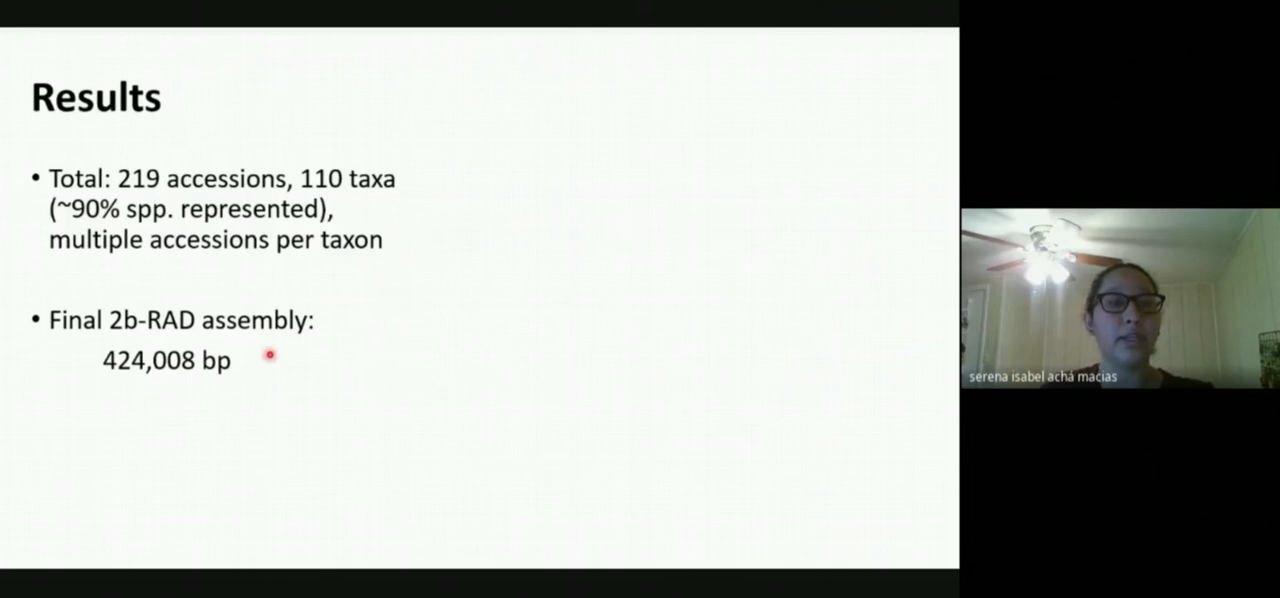 Results
• Total: 219 accessions, 110 taxa
(~90% spp. represented),
multiple accessions per taxon
• Final 2b-RAD assembly:
424,008 bp
serena isabel achá macias